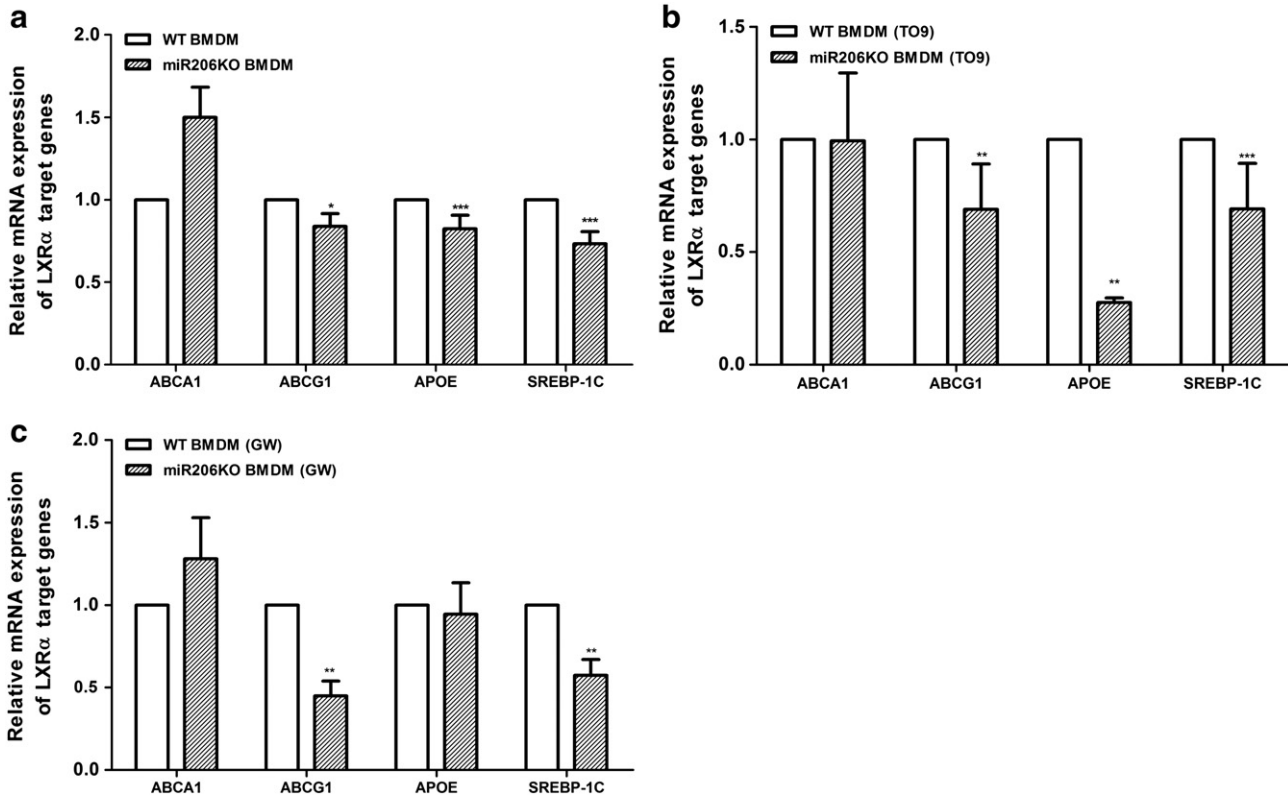 a
Relative mRNA expression
of LXRα target genes
2.0
1.5
1.0
0.5
0.0
WT BMDM
miR206KO BMDM
* *** ***
ABCA1 ABCG1 APOE SREBP-1C
b
Relative mRNA expression
of LXRα target genes
1.5
1.0
0.5
0.0
WT BMDM (TO9)
miR206KO BMDM (TO9)
** ** ***
ABCA1 ABCG1 APOE SREBP-1C
c
Relative mRNA expression
of LXRα target genes
2.0
1.5
1.0
0.5
0.0
WT BMDM (GW)
miR206KO BMDM (GW)
** **
ABCA1 ABCG1 APOE SREBP-1C